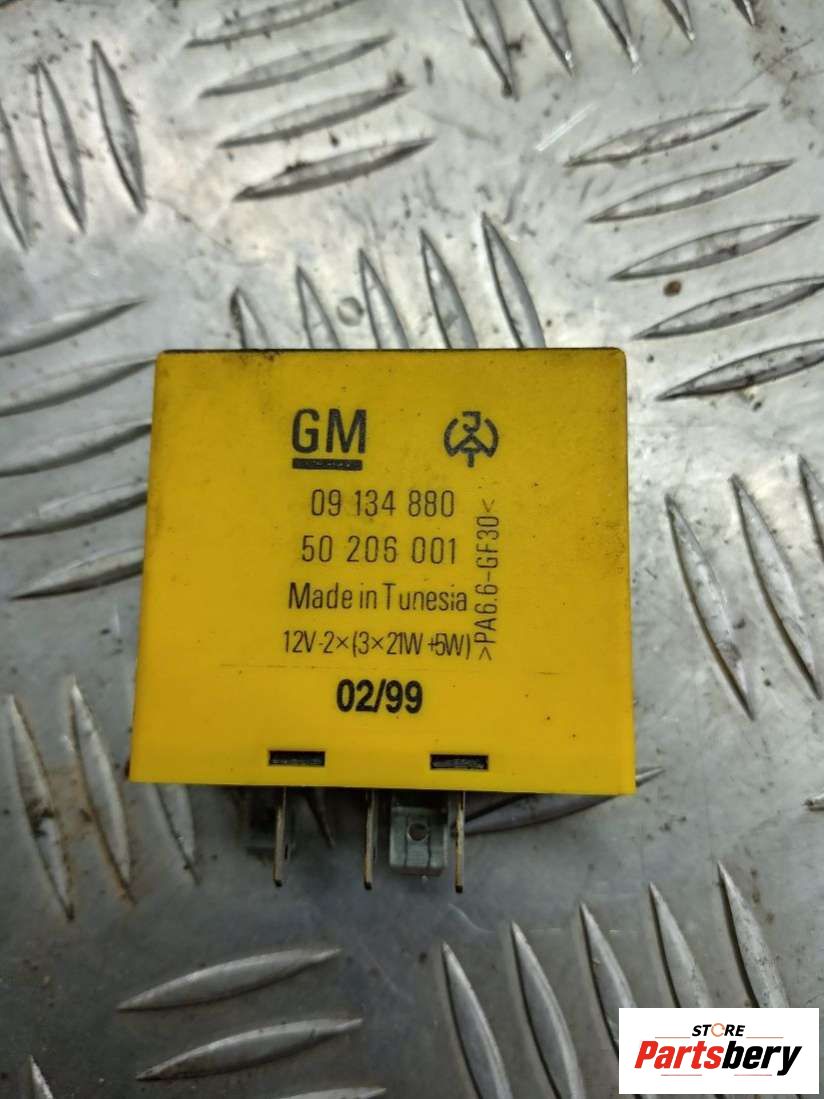 GM
09 134 880
50 206 001
Made in Tunesia
12V-2×(3×21W+5W)
>PA6.6-GF30<
02/99
STORE
Partsbery